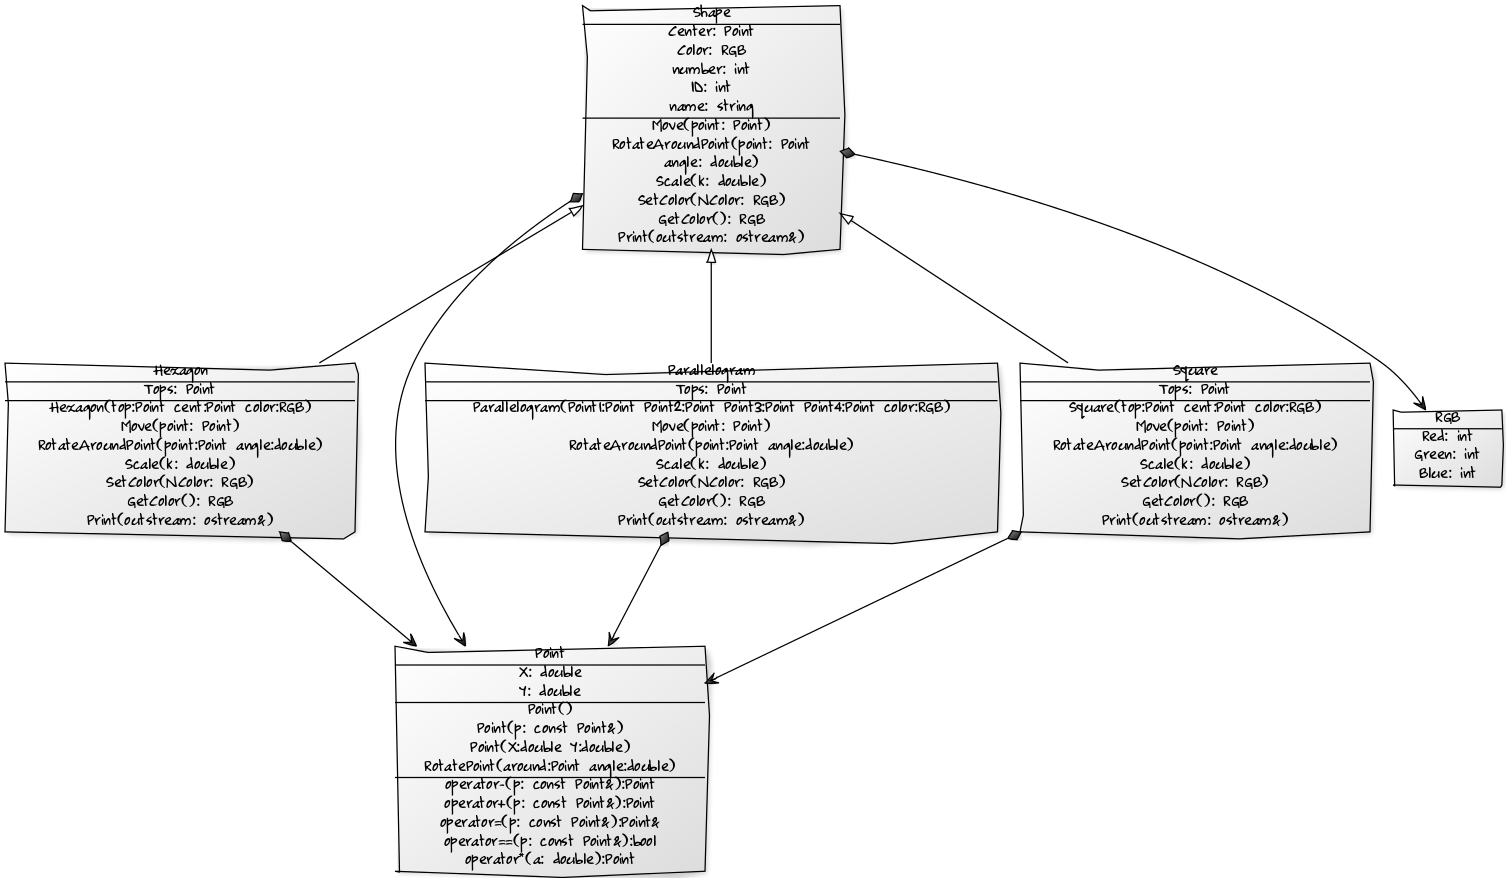 Shape
Center: Point
Color: RGB
number: int
ID: int
name: string
Move(point: Point)
RotateAroundPoint(point: Point
angle: double)
Scale(k: double)
SetColor(NColor: RGB)
GetColor(): RGB
Print(outstream: ostream&)
Hexagon
Tops: Point
Hexagon(top:Point cent:Point color:RGB)
Move(point: Point)
RotateAroundPoint(point:Point angle:double)
Scale(k: double)
SetColor(NColor: RGB)
GetColor(): RGB
Print(outstream: ostream&)
Parallelogram
Tops: Point
Parallelogram(Point1:Point Point2:Point Point3:Point Point4:Point color:RGB)
Move(point: Point)
RotateAroundPoint(point:Point angle:double)
Scale(k: double)
SetColor(NColor: RGB)
GetColor(): RGB
Print(outstream: ostream&)
Square
Tops: Point
Square(top:Point cent:Point color:RGB)
Move(point: Point)
RotateAroundPoint(point:Point angle:double)
Scale(k: double)
SetColor(NColor: RGB)
GetColor(): RGB
Print(outstream: ostream&)
RGB
Red: int
Green: int
Blue: int
Point
X: double
Y: double
Point()
Point(p: const Point&)
Point(X:double Y:double)
RotatePoint(around:Point angle:double)
operator-(p: const Point&):Point
operator+(p: const Point&):Point
operator=(p: const Point&):Point&
operator==(p: const Point&):bool
operator*(a: double):Point